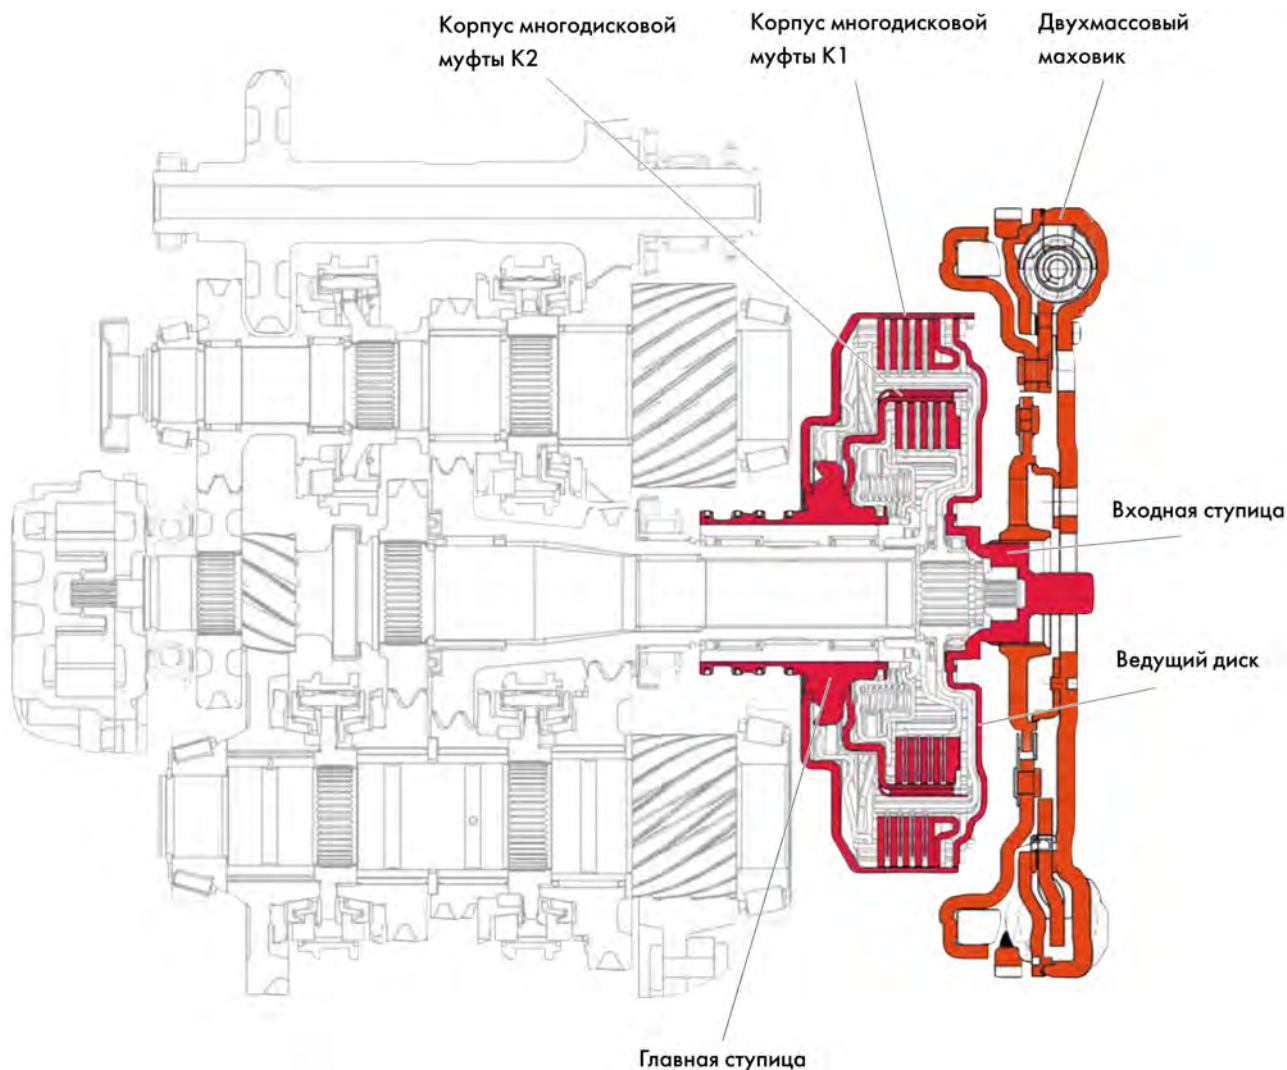 Корпус многодисковой
муфты К2
Корпус многодисковой
муфты К1
Двухмассовый
маховик
Входная ступица
Ведущий диск
Главная ступица